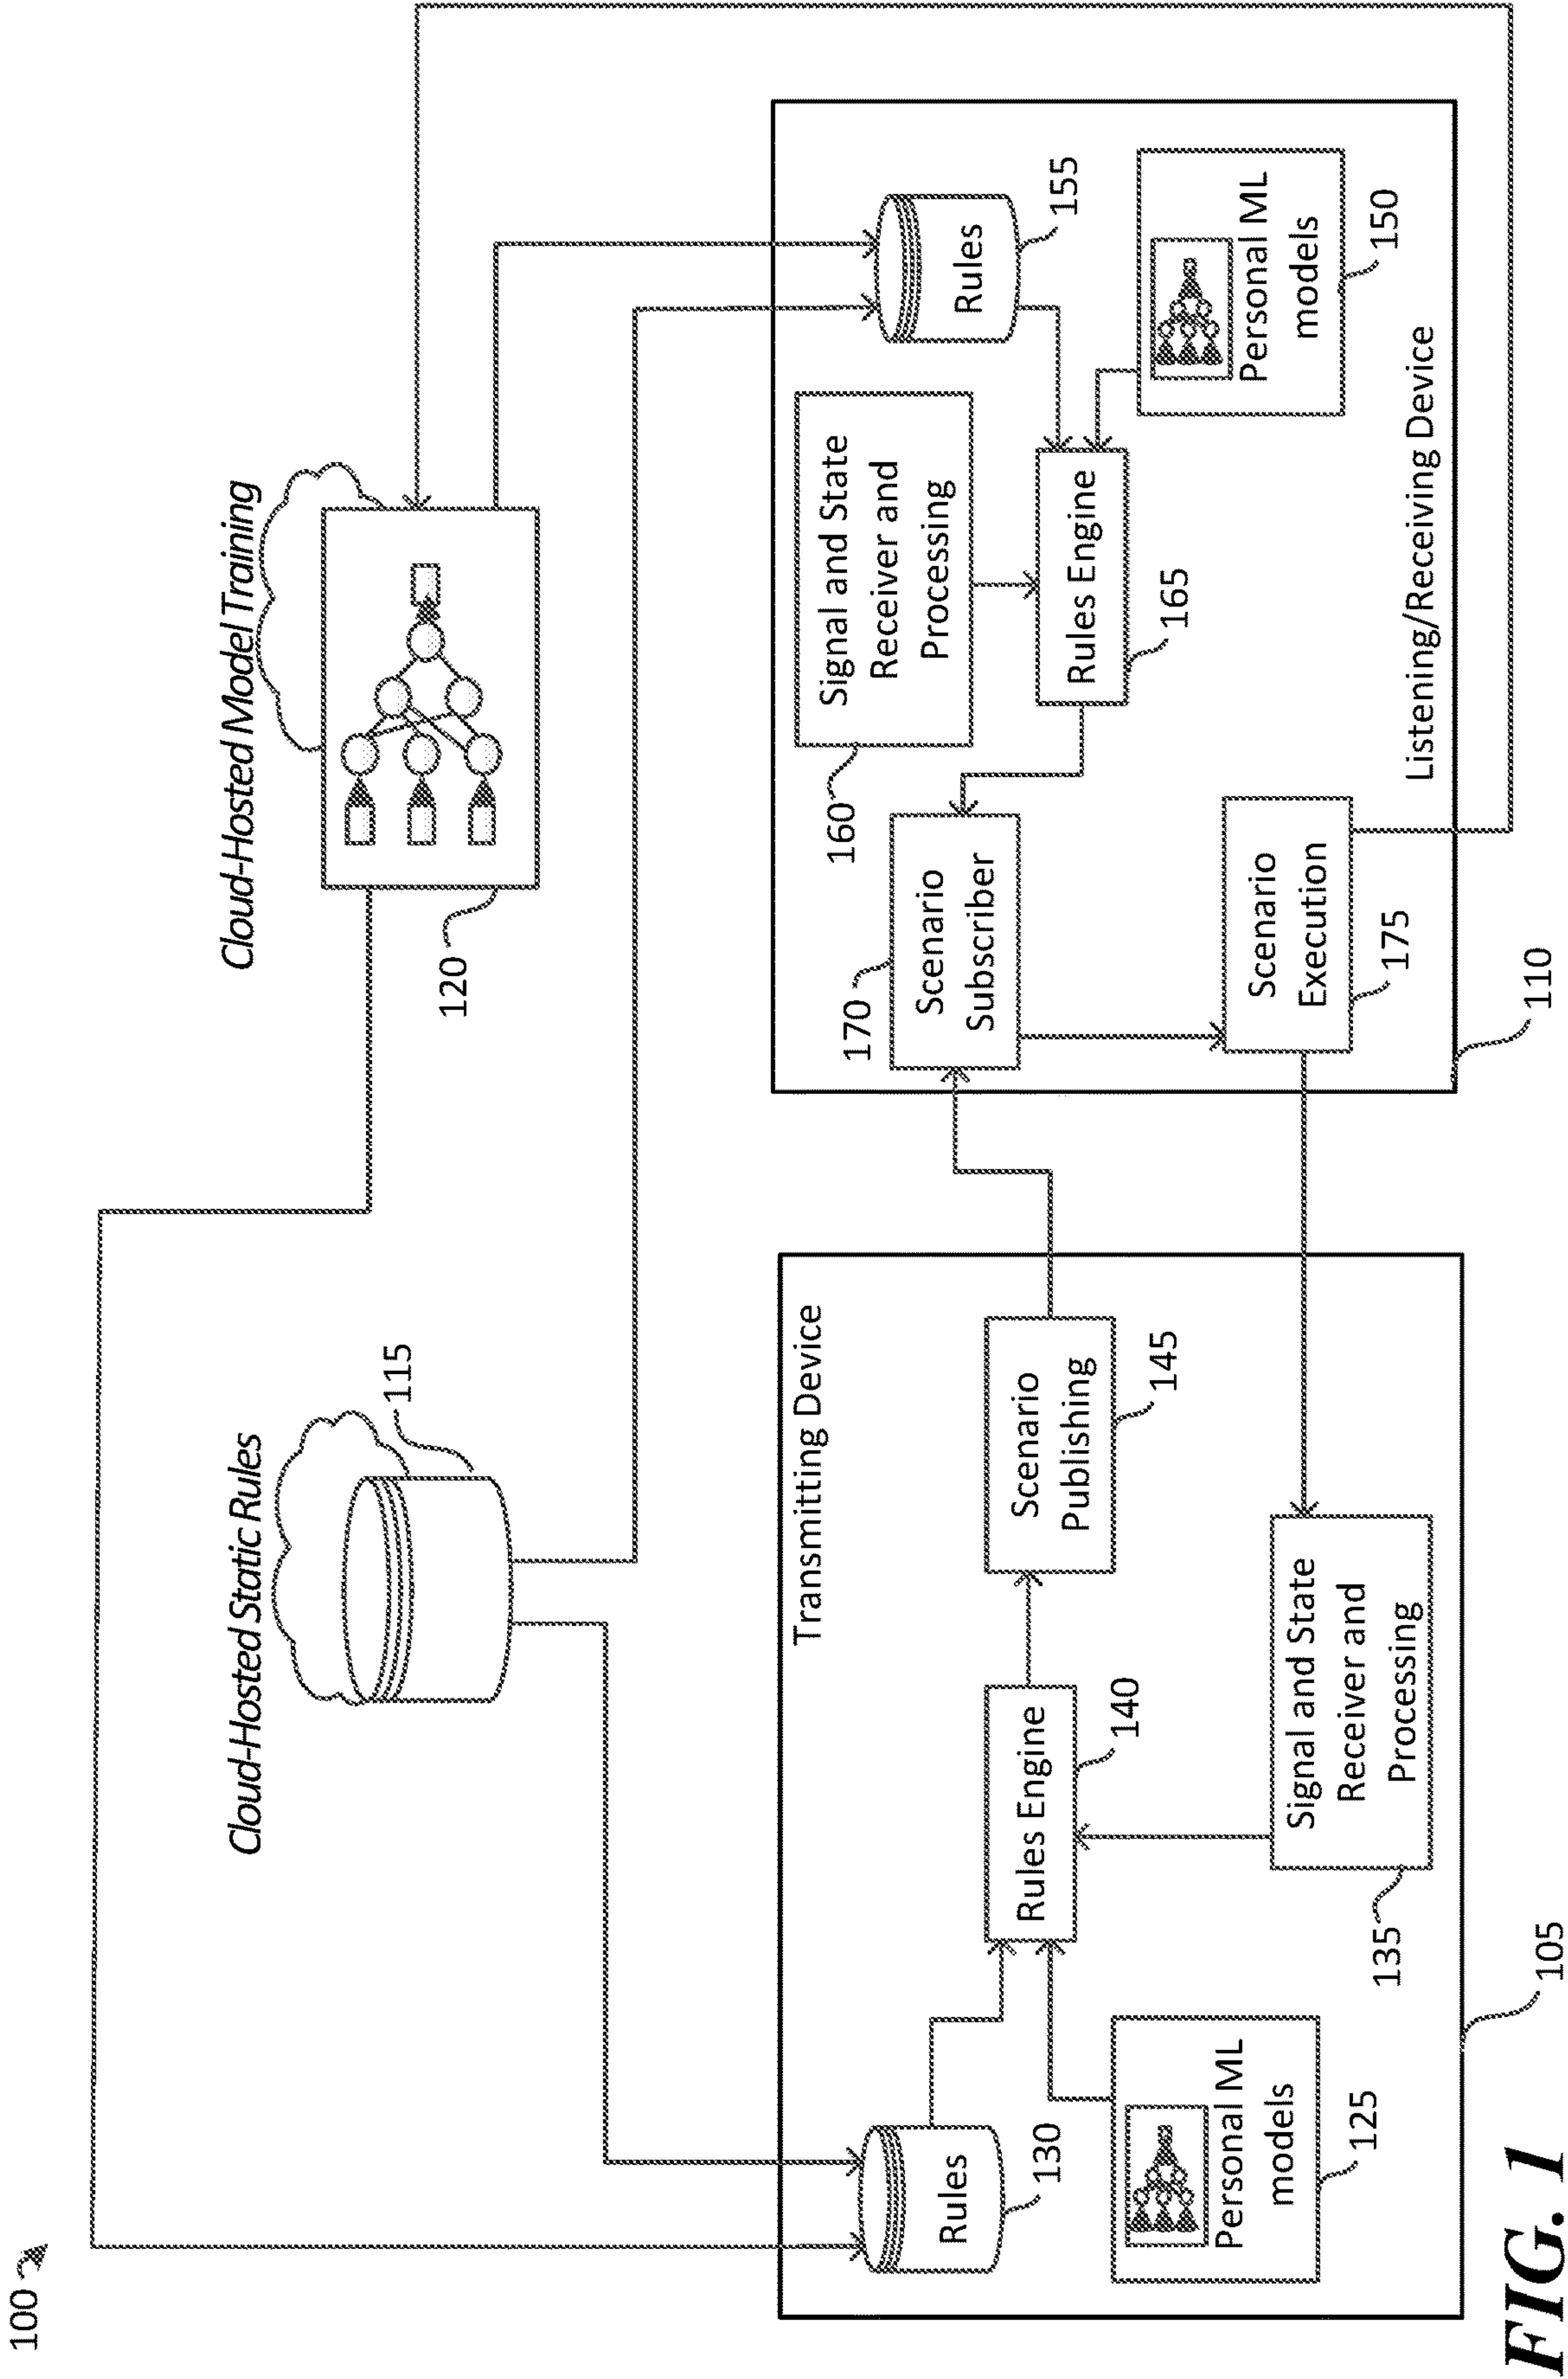 100
Cloud-Hosted Static Rules
115
Cloud-Hosted Model Training
120
Transmitting Device
Rules
130
Personal ML
models
125
Rules Engine
140
Scenario
Publishing
145
Signal and State
Receiver and
Processing
135
105
Signal and State
Receiver and
Processing
160
Rules
155
Scenario
Subscriber
170
Rules Engine
165
Personal ML
models
150
Scenario
Execution
175
Listening/Receiving Device
110
FIG. 1